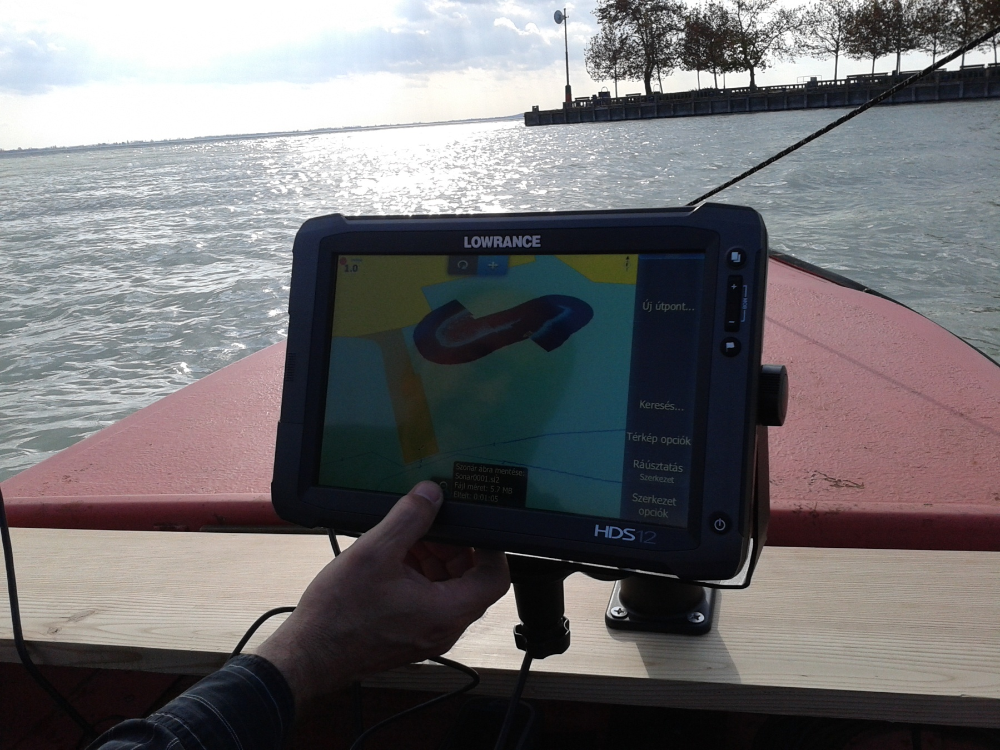 LOWRANCE
1.0
Új útpont...
Keresés...
Térkép opciók
Ráúsztatás
Szerkezet
Szerkezet
opciók
Szonár ábra mentése:
Sonar0001.sl2
Fájl méret: 5.7 MB
Eltelt: 0:01:05
+
MOB
−
HDS12